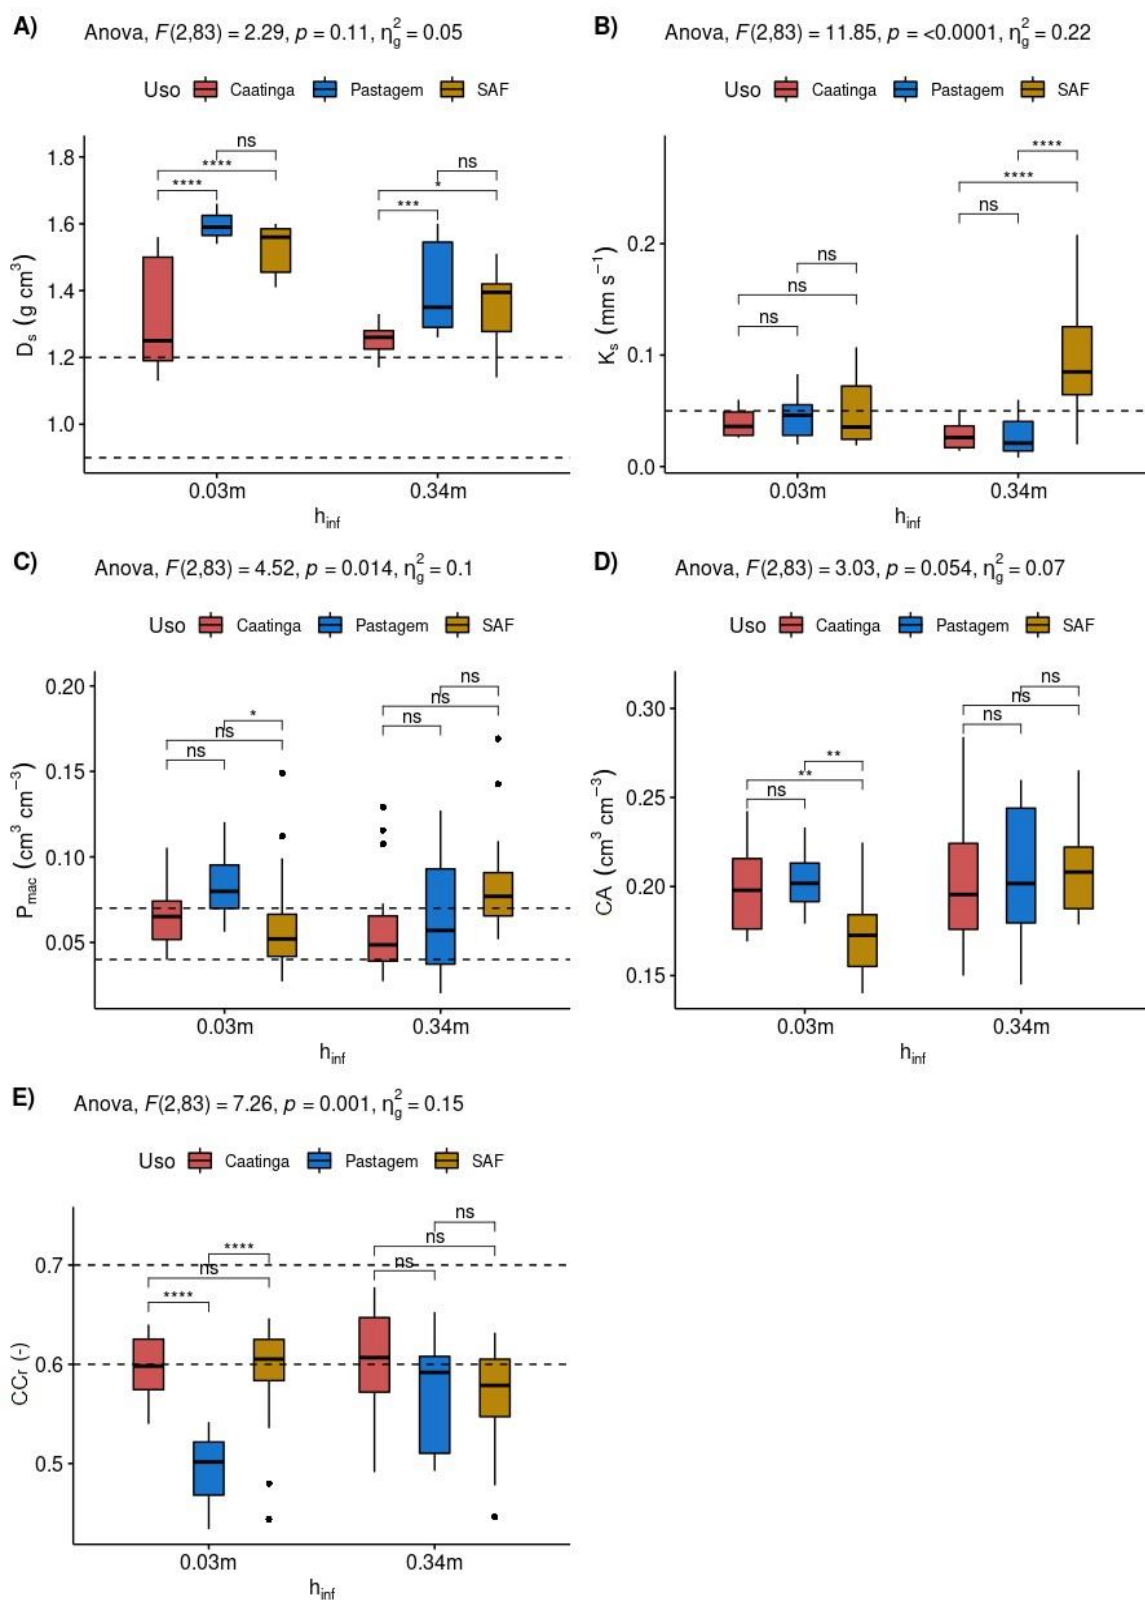 A) Anova, F(2,83) = 2.29, p = 0.11, η²g = 0.05
Uso Caatinga Pastagem SAF
ns
****
****
ns
*
***
1.8
1.6
1.4
1.2
1.0
Ds (g cm³)
0.03m 0.34m
hinf
B) Anova, F(2,83) = 11.85, p = <0.0001, η²g = 0.22
Uso Caatinga Pastagem SAF
****
****
ns
ns
ns
ns
0.2
0.1
0.0
Ks (mm s⁻¹)
0.03m 0.34m
hinf
C) Anova, F(2,83) = 4.52, p = 0.014, η²g = 0.1
Uso Caatinga Pastagem SAF
*
ns
ns
ns
ns
ns
0.20
0.15
0.10
0.05
Pmac (cm³ cm⁻³)
0.03m 0.34m
hinf
D) Anova, F(2,83) = 3.03, p = 0.054, η²g = 0.07
Uso Caatinga Pastagem SAF
**
**
ns
ns
ns
ns
0.30
0.25
0.20
0.15
CA (cm³ cm⁻³)
0.03m 0.34m
hinf
E) Anova, F(2,83) = 7.26, p = 0.001, η²g = 0.15
Uso Caatinga Pastagem SAF
****
ns
****
ns
ns
ns
0.7
0.6
0.5
CCr (-)
0.03m 0.34m
hinf